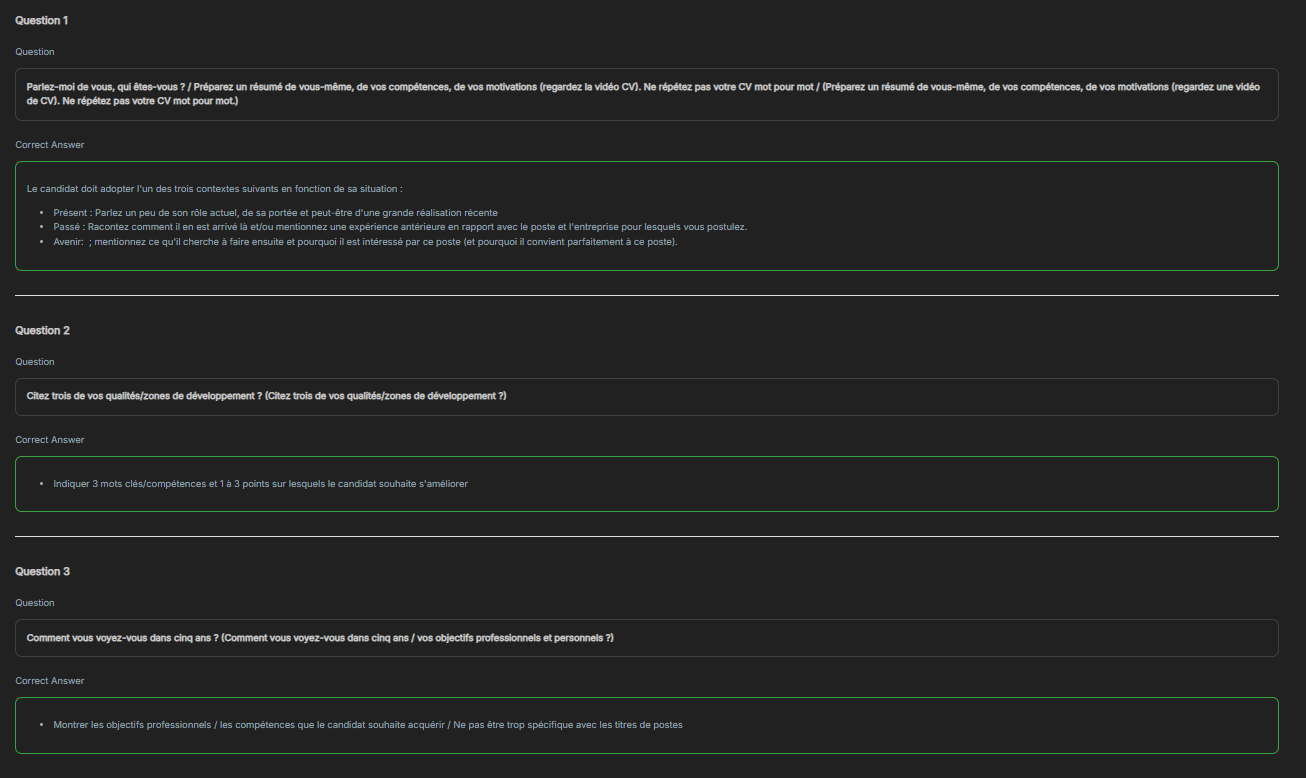 Question 1
Question
Parlez-moi de vous, qui êtes-vous ? / Préparez un résumé de vous-même, de vos compétences, de vos motivations (regardez la vidéo CV). Ne répétez pas votre CV mot pour mot / (Préparez un résumé de vous-même, de vos compétences, de vos motivations (regardez une vidéo
de CV). Ne répétez pas votre CV mot pour mot.)
Correct Answer
Le candidat doit adopter l'un des trois contextes suivants en fonction de sa situation :
• Présent : Parlez un peu de son rôle actuel, de sa portée et peut-être d'une grande réalisation récente
• Passé : Racontez comment il en est arrivé là et/ou mentionnez une expérience antérieure en rapport avec le poste et l'entreprise pour lesquels vous postulez.
• Avenir:  ; mentionnez ce qu'il cherche à faire ensuite et pourquoi il est intéressé par ce poste (et pourquoi il convient parfaitement à ce poste).
Question 2
Question
Citez trois de vos qualités/zones de développement ? (Citez trois de vos qualités/zones de développement ?)
Correct Answer
• Indiquer 3 mots clés/compétences et 1 à 3 points sur lesquels le candidat souhaite s'améliorer
Question 3
Question
Comment vous voyez-vous dans cinq ans ? (Comment vous voyez-vous dans cinq ans / vos objectifs professionnels et personnels ?)
Correct Answer
• Montrer les objectifs professionnels / les compétences que le candidat souhaite acquérir / Ne pas être trop spécifique avec les titres de postes